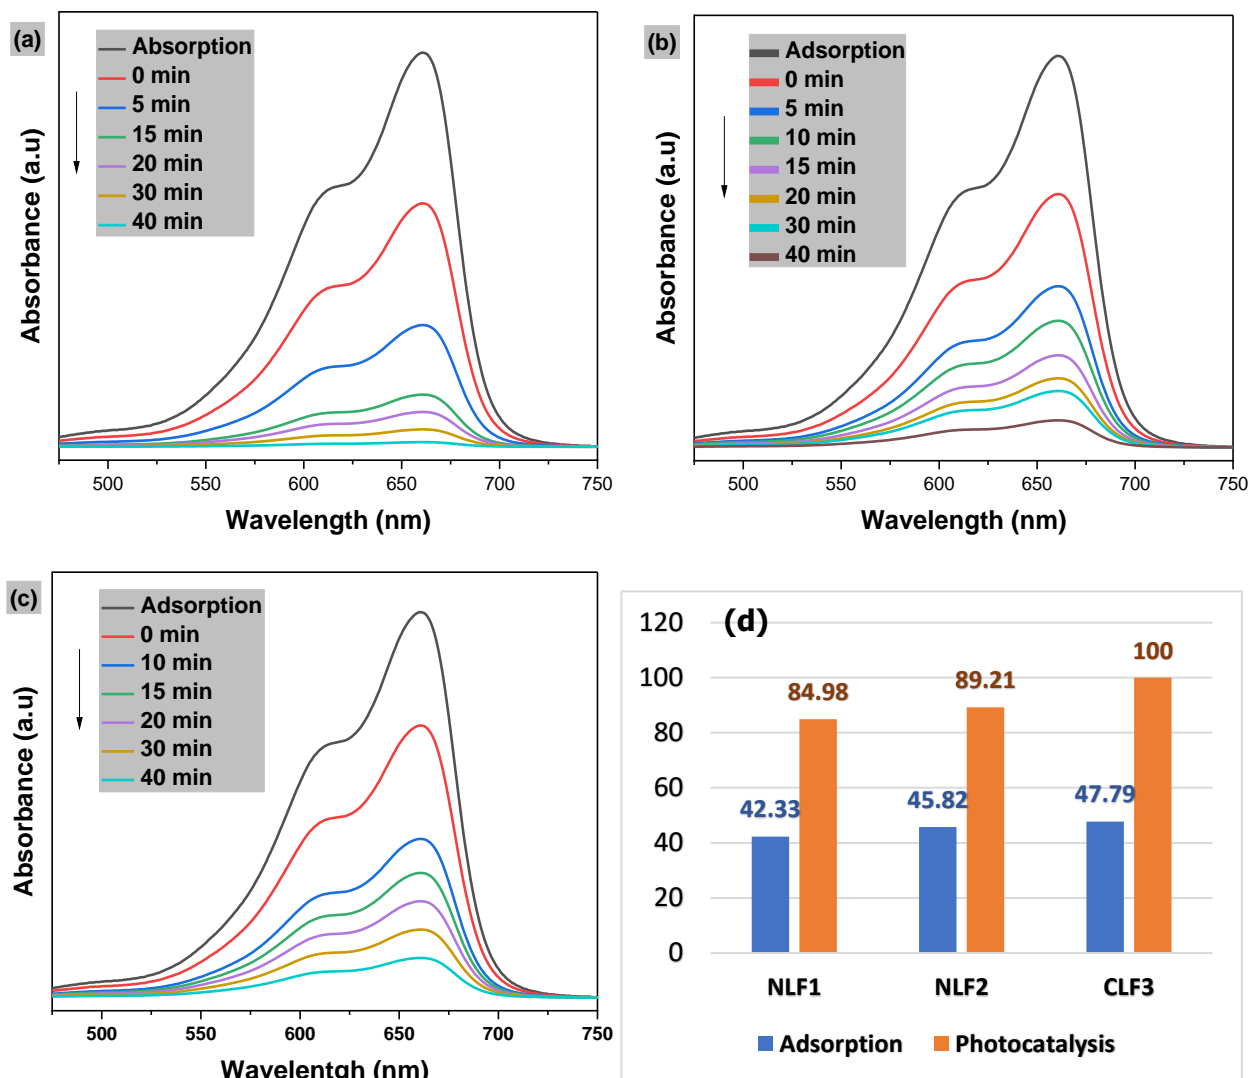 (a)
Absorption
0 min
5 min
15 min
20 min
30 min
40 min
Absorbance (a.u)
500 550 600 650 700 750
Wavelength (nm)
(b)
Adsorption
0 min
5 min
10 min
15 min
20 min
30 min
40 min
Absorbance (a.u)
500 550 600 650 700 750
Wavelength (nm)
(c)
Adsorption
0 min
10 min
15 min
20 min
30 min
40 min
Absorbance (a.u)
500 550 600 650 700 750
Wavelentgh (nm)
(d)
120
100
80
60
40
20
0
42.33
84.98
45.82
89.21
47.79
100
NLF1 NLF2 CLF3
Adsorption Photocatalysis